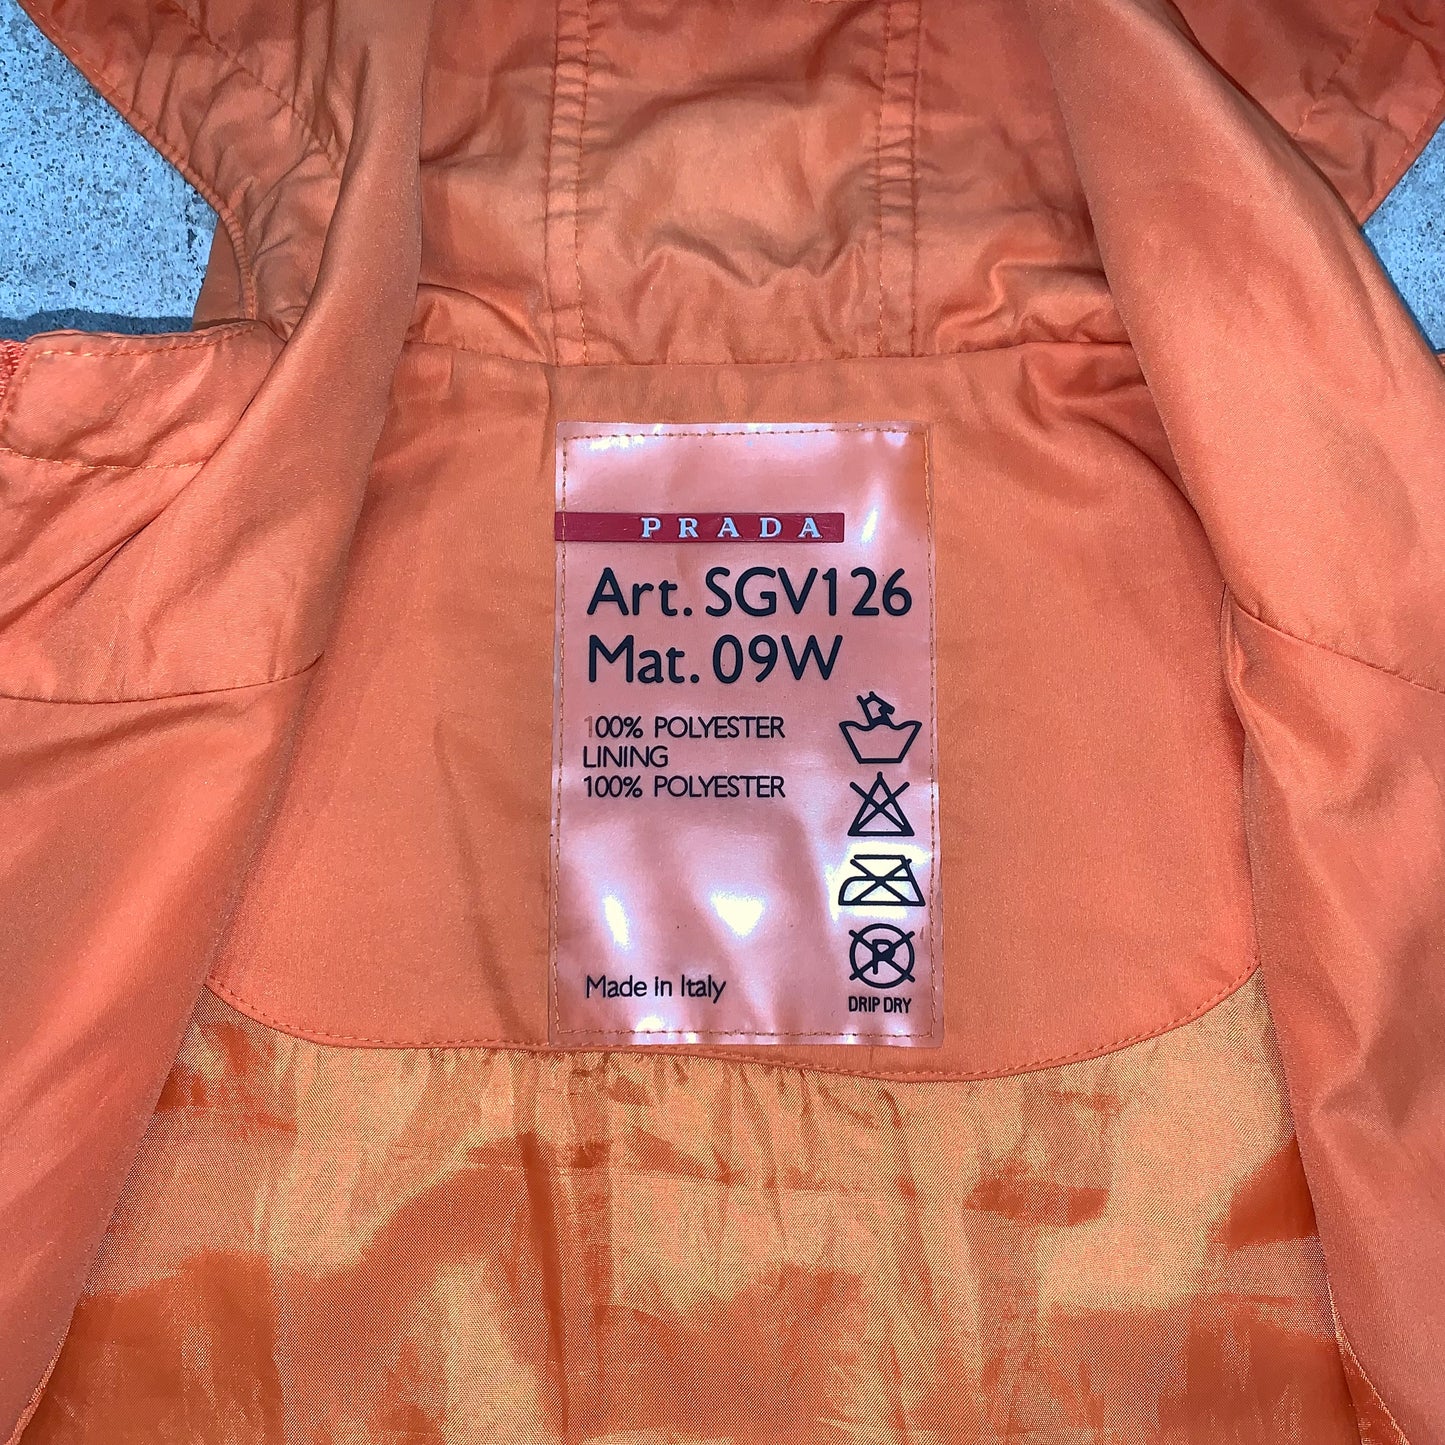 PRADA
Art. SGV126
Mat. 09W
100% POLYESTER
LINING
100% POLYESTER
P
Made in Italy
DRIP DRY